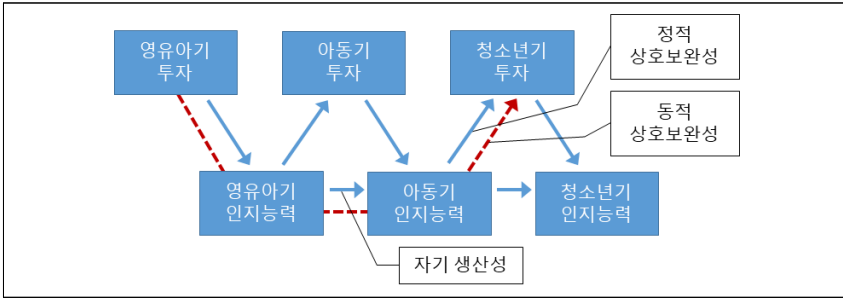 영유아기
투자
아동기
투자
청소년기
투자
정적
상호보완성
동적
상호보완성
영유아기
인지능력
아동기
인지능력
청소년기
인지능력
자기 생산성